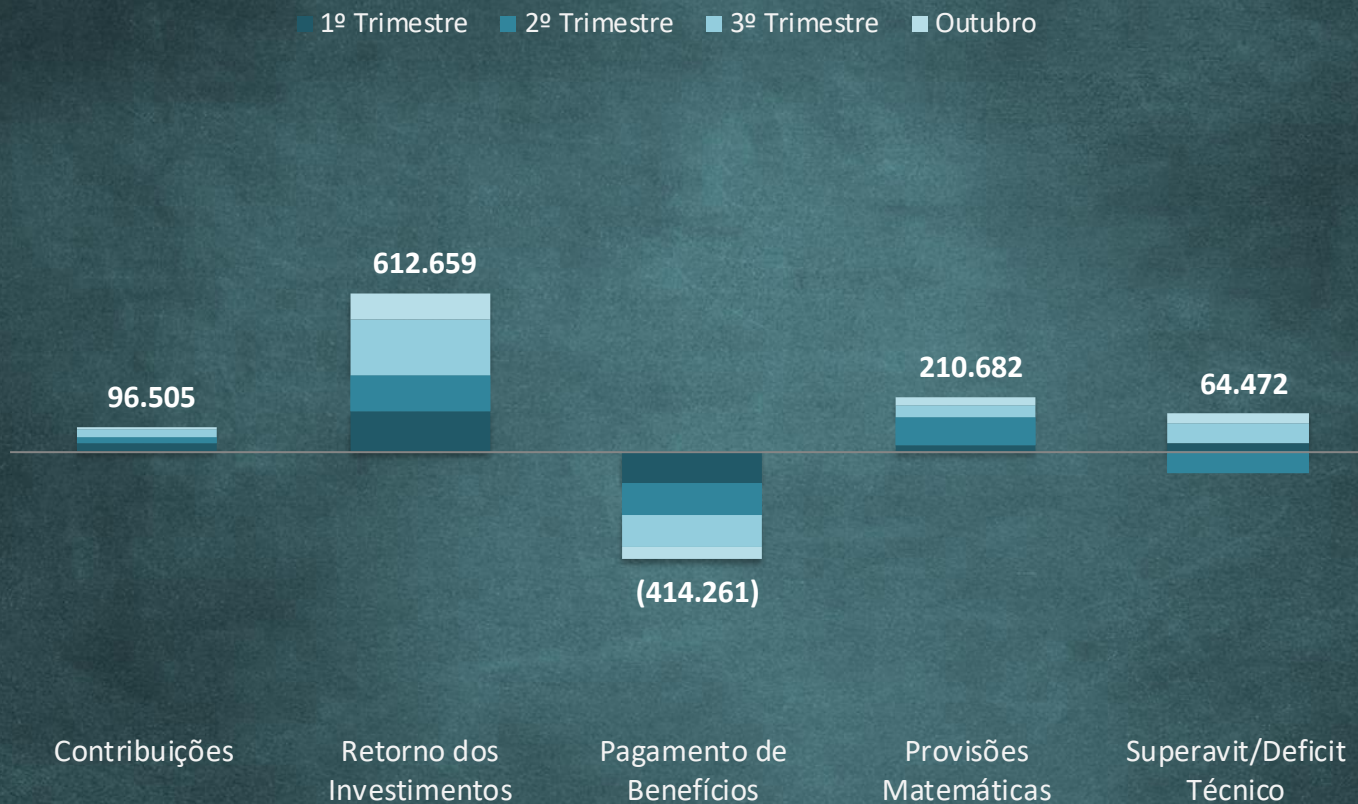 1º Trimestre 2º Trimestre 3º Trimestre Outubro
612.659
96.505
210.682
64.472
(414.261)
Contribuições
Retorno dos
Investimentos
Pagamento de
Benefícios
Provisões
Matemáticas
Superavit/Deficit
Técnico